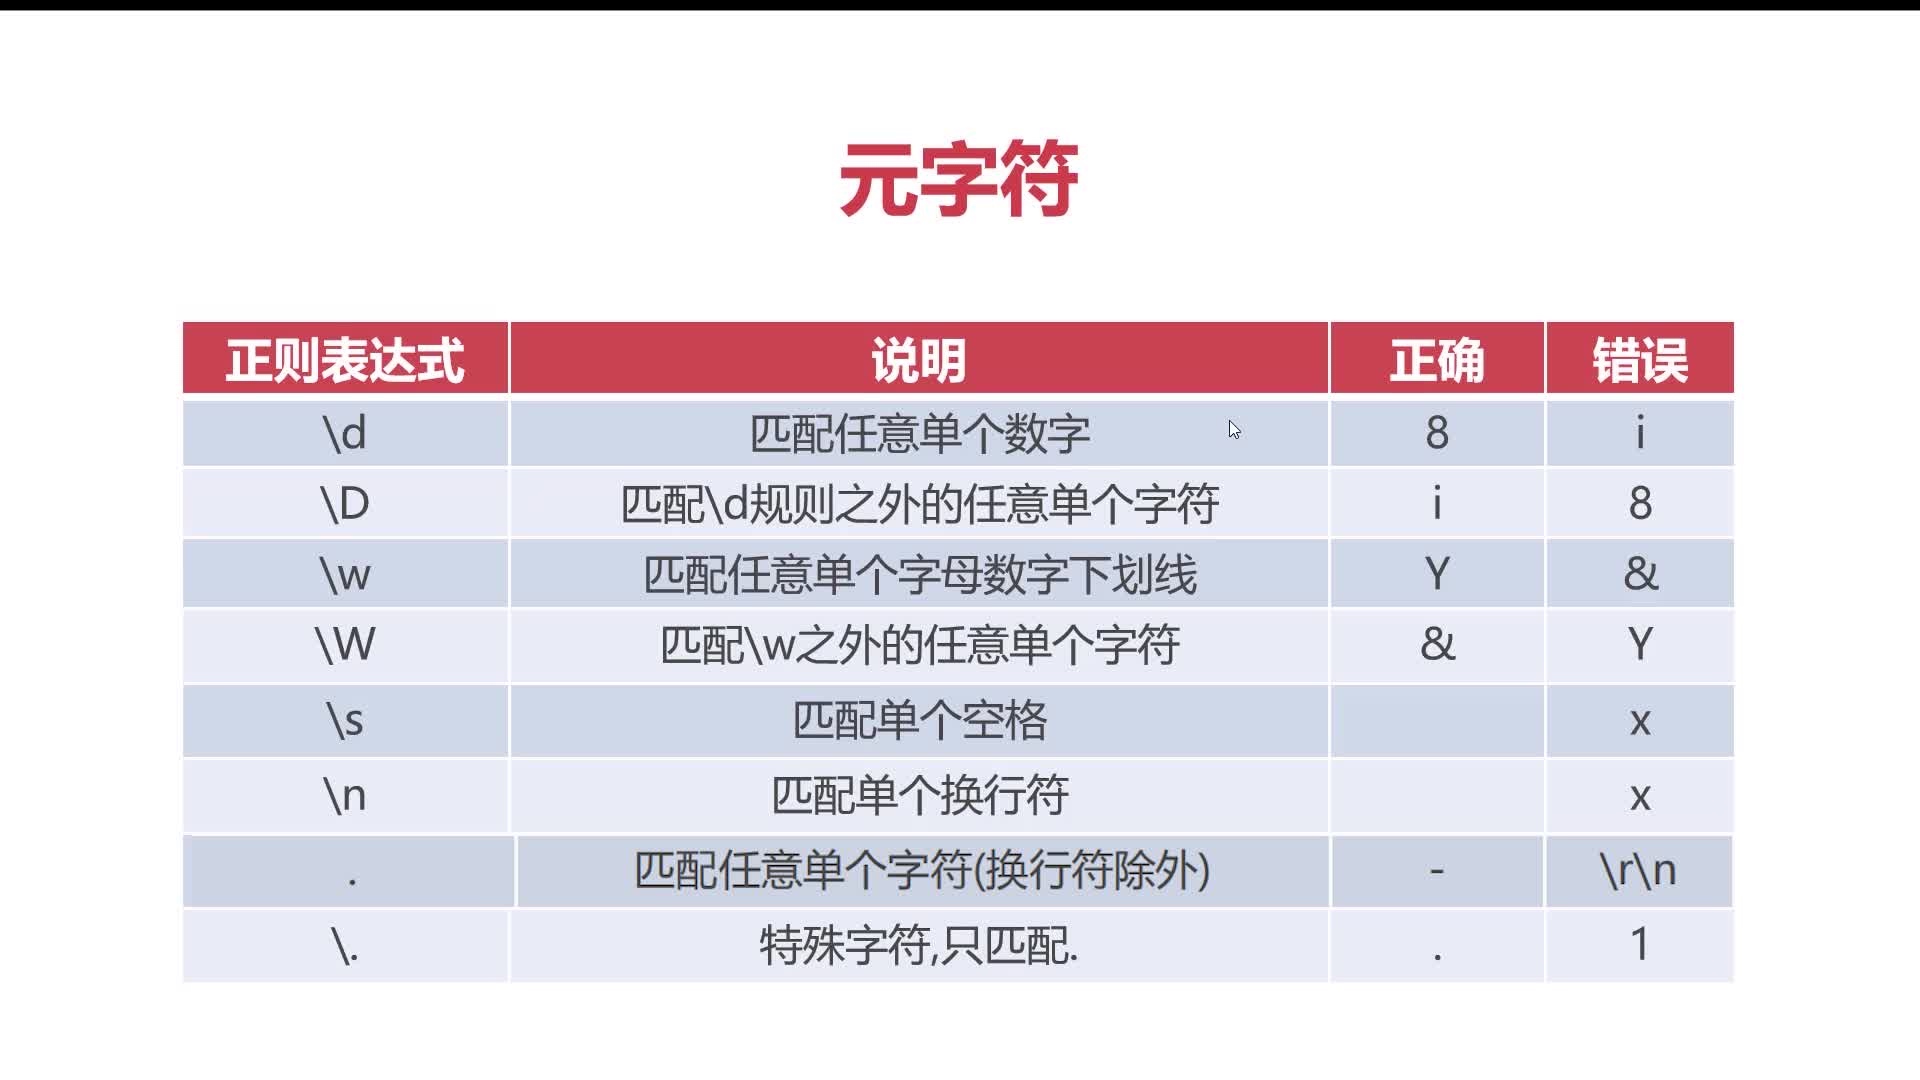 元字符
正则表达式 说明 正确 错误
\d 匹配任意单个数字 8 i
\D 匹配\d规则之外的任意单个字符 i 8
\w 匹配任意单个字母数字下划线 Y &
\W 匹配\w之外的任意单个字符 & Y
\s 匹配单个空格 x
\n 匹配单个换行符 x
. 匹配任意单个字符(换行符除外) - \r\n
\. 特殊字符,只匹配. . 1